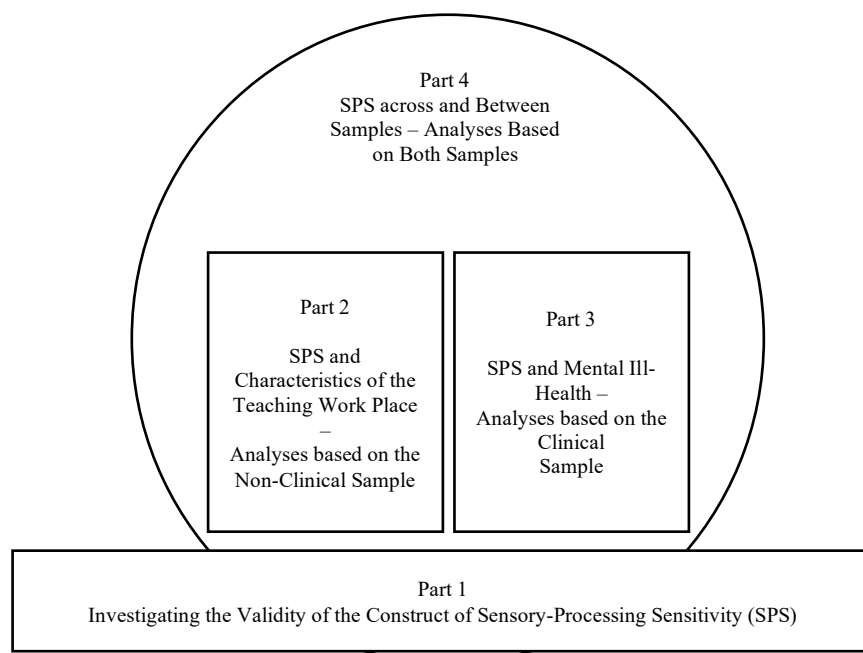 Part 4
SPS across and Between
Samples – Analyses Based
on Both Samples
Part 2
SPS and
Characteristics of the
Teaching Work Place
–
Analyses based on the
Non-Clinical Sample
Part 3
SPS and Mental Ill-
Health –
Analyses based on the
Clinical
Sample
Part 1
Investigating the Validity of the Construct of Sensory-Processing Sensitivity (SPS)